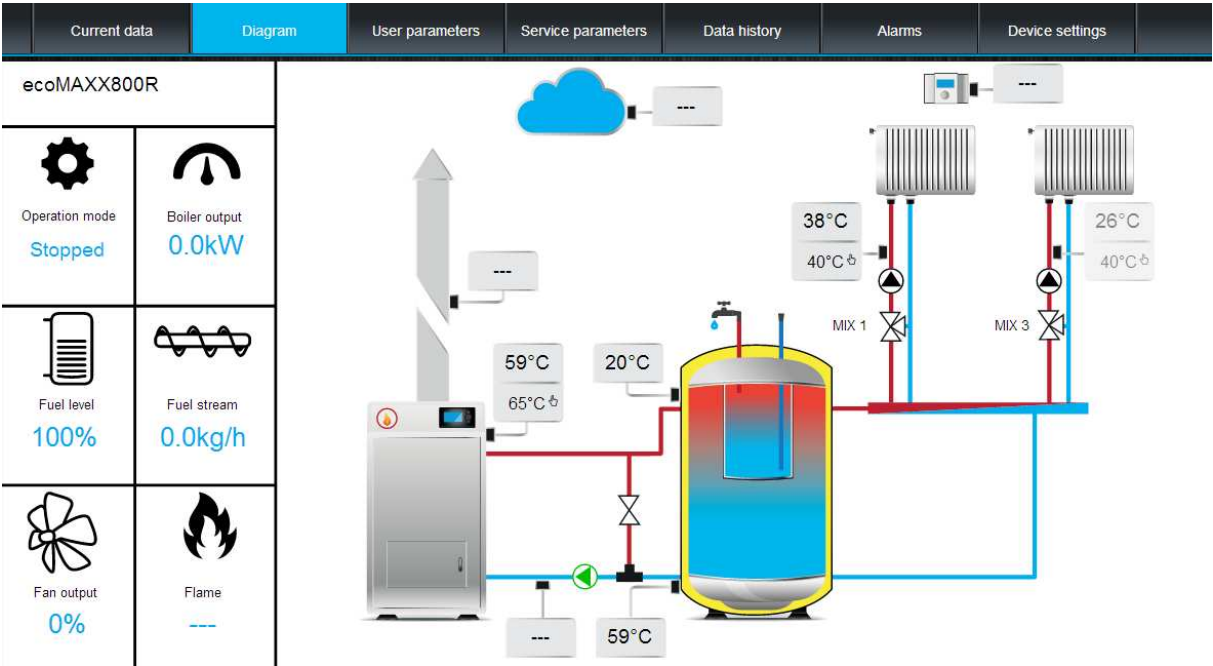 Current data
Diagram
User parameters
Service parameters
Data history
Alarms
Device settings
ecoMAXX800R
Operation mode
Stopped
Boiler output
0.0kW
Fuel level
100%
Fuel stream
0.0kg/h
Fan output
0%
Flame
---
---
---
---
38°C
40°C
26°C
40°C
MIX 1
MIX 3
59°C
65°C
20°C
---
59°C